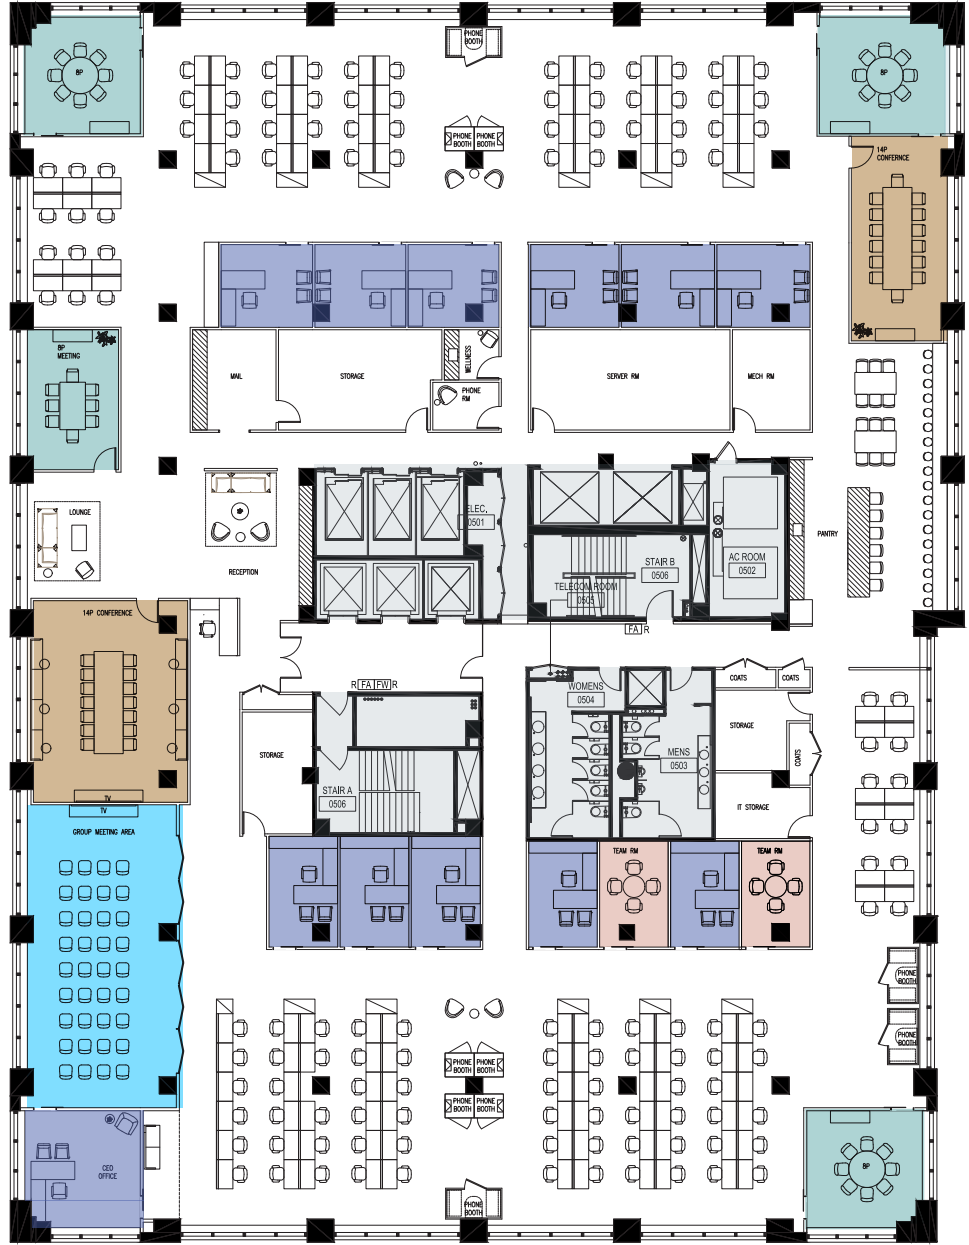 PHONE
BOOTH
8P
8P
PHONE
BOOTH
PHONE
BOOTH
14P
CONFERNCE
8P
MEETING
MAIL
STORAGE
WELLNESS
PHONE
RM
SERVER RM
MECH RM
LOUNGE
RECEPTION
ELEC.
0501
STAIR B
0506
TELECOM ROOM
0505
AC ROOM
0502
PANTRY
FA R
14P CONFERENCE
R FA FW R
WOMENS
0504
COATS
COATS
STORAGE
STORAGE
MENS
0503
COATS
STAIR A
0506
TV
TV
IT STORAGE
GROUP MEETING AREA
TEAM RM
TEAM RM
PHONE
BOOTH
PHONE
BOOTH
PHONE
BOOTH
PHONE
BOOTH
PHONE
BOOTH
PHONE
BOOTH
CEO
OFFICE
8P
PHONE
BOOTH